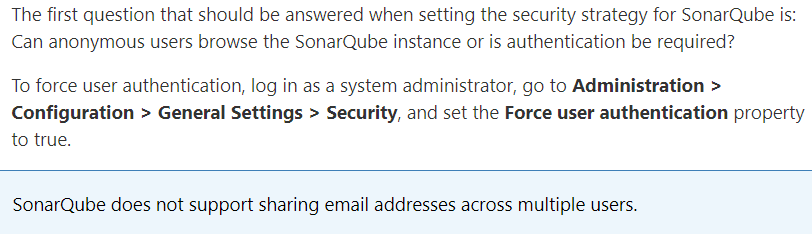 The first question that should be answered when setting the security strategy for SonarQube is:
Can anonymous users browse the SonarQube instance or is authentication be required?
To force user authentication, log in as a system administrator, go to Administration >
Configuration > General Settings > Security, and set the Force user authentication property
to true.
SonarQube does not support sharing email addresses across multiple users.